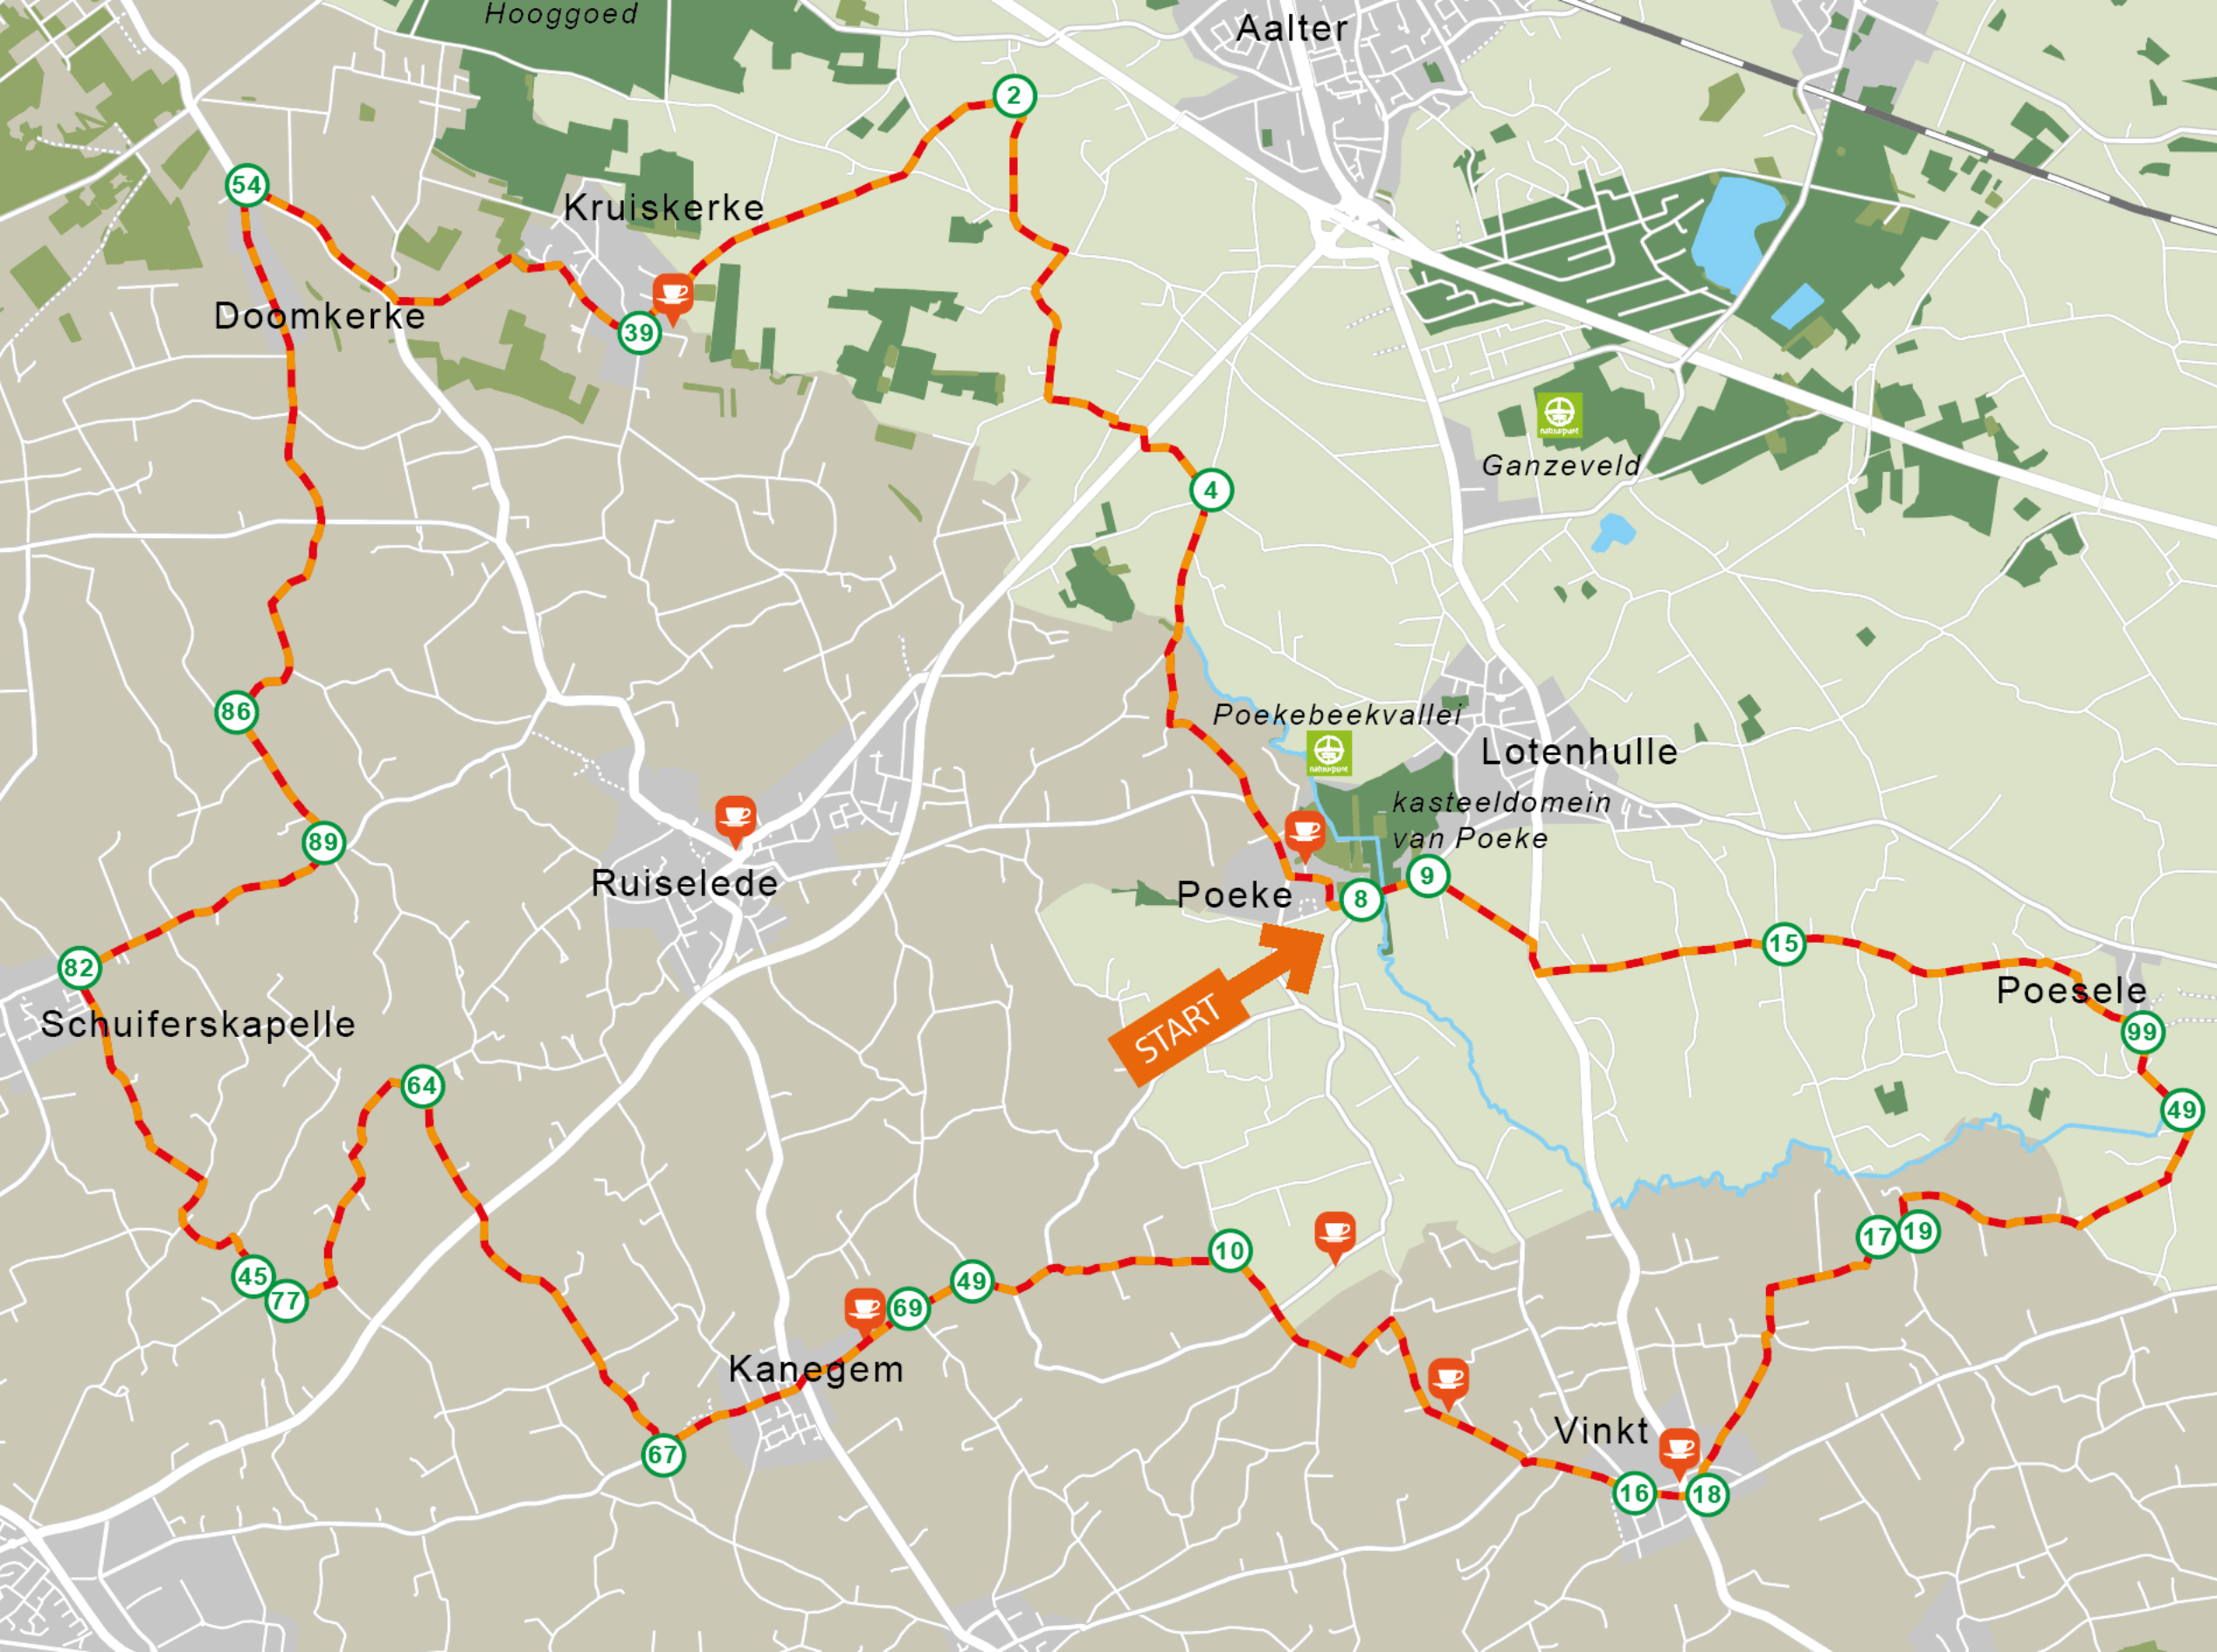 Hooggoed
Aalter
2
54
Kruiskerke
39
Doomkerke
natuurpunt
Ganzeveld
4
86
Poekebeekvallei
natuurpunt
Lotenhulle
kasteeldomein
van Poeke
89
Ruiselede
Poeke
8
9
15
82
Schuiferskapelle
START
Poesele
99
64
49
45
77
10
17
19
49
69
Kanegem
Vinkt
67
16
18